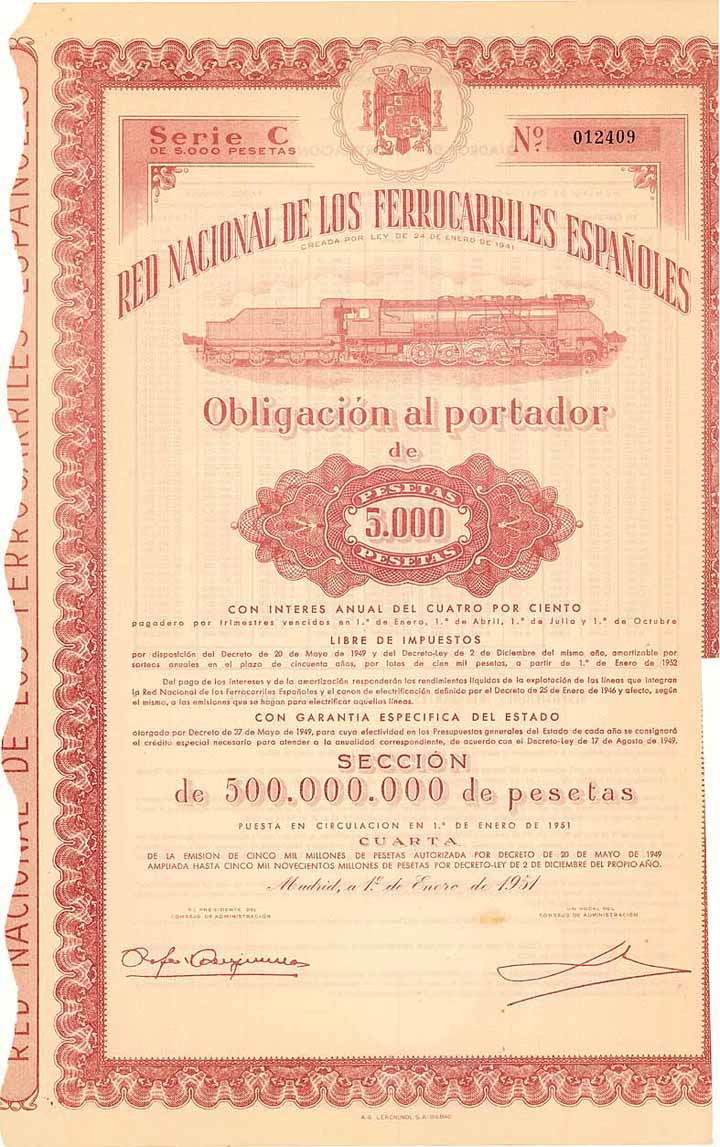 Serie C
DE 5.000 PESETAS
Nº 012409
RED NACIONAL DE LOS FERROCARRILES ESPAÑOLES
CREADA POR LEY DE 24 DE ENERO DE 1941
Obligación al portador
de
PESETAS
5.000
PESETAS
CON INTERES ANUAL DEL CUATRO POR CIENTO
pagadero por trimestres vencidos en 1.º de Enero, 1.º de Abril, 1.º de Julio y 1.º de Octubre
LIBRE DE IMPUESTOS
por disposición del Decreto de 20 de Mayo de 1949 y del Decreto-Ley de 2 de Diciembre del mismo año, amortizable por
sorteos anuales en el plazo de cincuenta años, por lotes de cien mil pesetas, a partir de 1.º de Enero de 1952
Del pago de los intereses y de la amortización responderán los rendimientos líquidos de la explotación de las líneas que integran
la Red Nacional de los Ferrocarriles Españoles y el canon de electrificación definido por el Decreto de 25 de Enero de 1946 y afecto, según
el mismo, a las emisiones que se hagan para electrificar aquellas líneas.
CON GARANTIA ESPECIFICA DEL ESTADO
otorgada por Decreto de 27 de Mayo de 1949, para cuya efectividad en los Presupuestos generales del Estado de cada año se consignará
el crédito especial necesario para atender a la anualidad correspondiente, de acuerdo con el Decreto-Ley de 17 de Agosto de 1949.
SECCIÓN
de 500.000.000 de pesetas
PUESTA EN CIRCULACION EN 1.º DE ENERO DE 1951
CUARTA
DE LA EMISION DE CINCO MIL MILLONES DE PESETAS AUTORIZADA POR DECRETO DE 20 DE MAYO DE 1949
AMPLIADA HASTA CINCO MIL NOVECIENTOS MILLONES DE PESETAS POR DECRETO-LEY DE 2 DE DICIEMBRE DEL PROPIO AÑO.
Madrid, a 1º de Enero de 1951
EL PRESIDENTE DEL
CONSEJO DE ADMINISTRACIÓN
UN VOCAL DEL
CONSEJO DE ADMINISTRACIÓN
RED NACIONAL DE LOS FERROCARRILES ESPAÑOLES